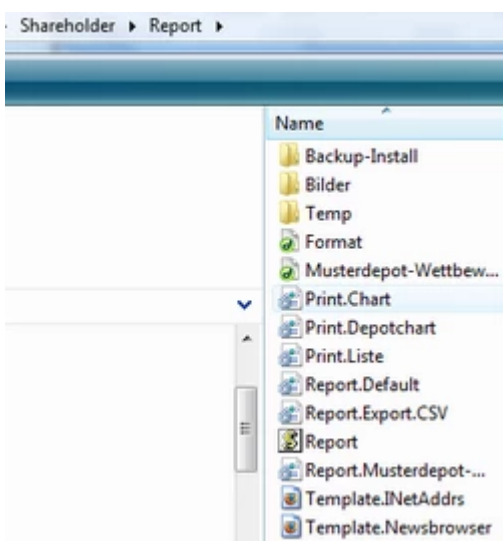 Shareholder ▸ Report ▸
Name
Backup-Install
Bilder
Temp
Format
Musterdepot-Wettbew...
Print.Chart
Print.Depotchart
Print.Liste
Report.Default
Report.Export.CSV
Report
Report.Musterdepot-...
Template.INetAddrs
Template.Newsbrowser